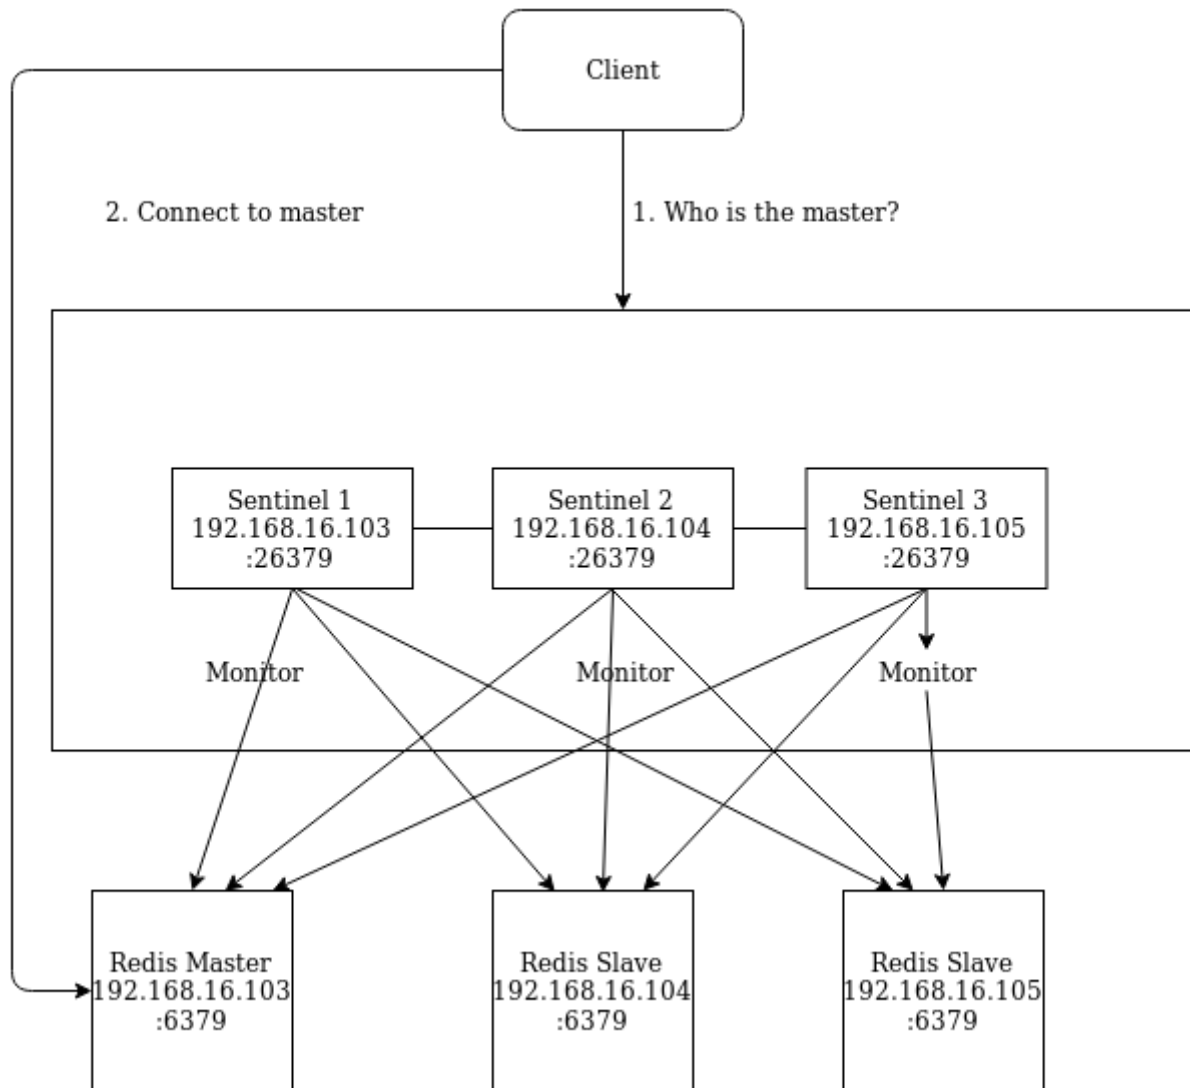 Client
2. Connect to master
1. Who is the master?
Sentinel 1
192.168.16.103
:26379
Sentinel 2
192.168.16.104
:26379
Sentinel 3
192.168.16.105
:26379
Monitor
Monitor
Monitor
Redis Master
192.168.16.103
:6379
Redis Slave
192.168.16.104
:6379
Redis Slave
192.168.16.105
:6379